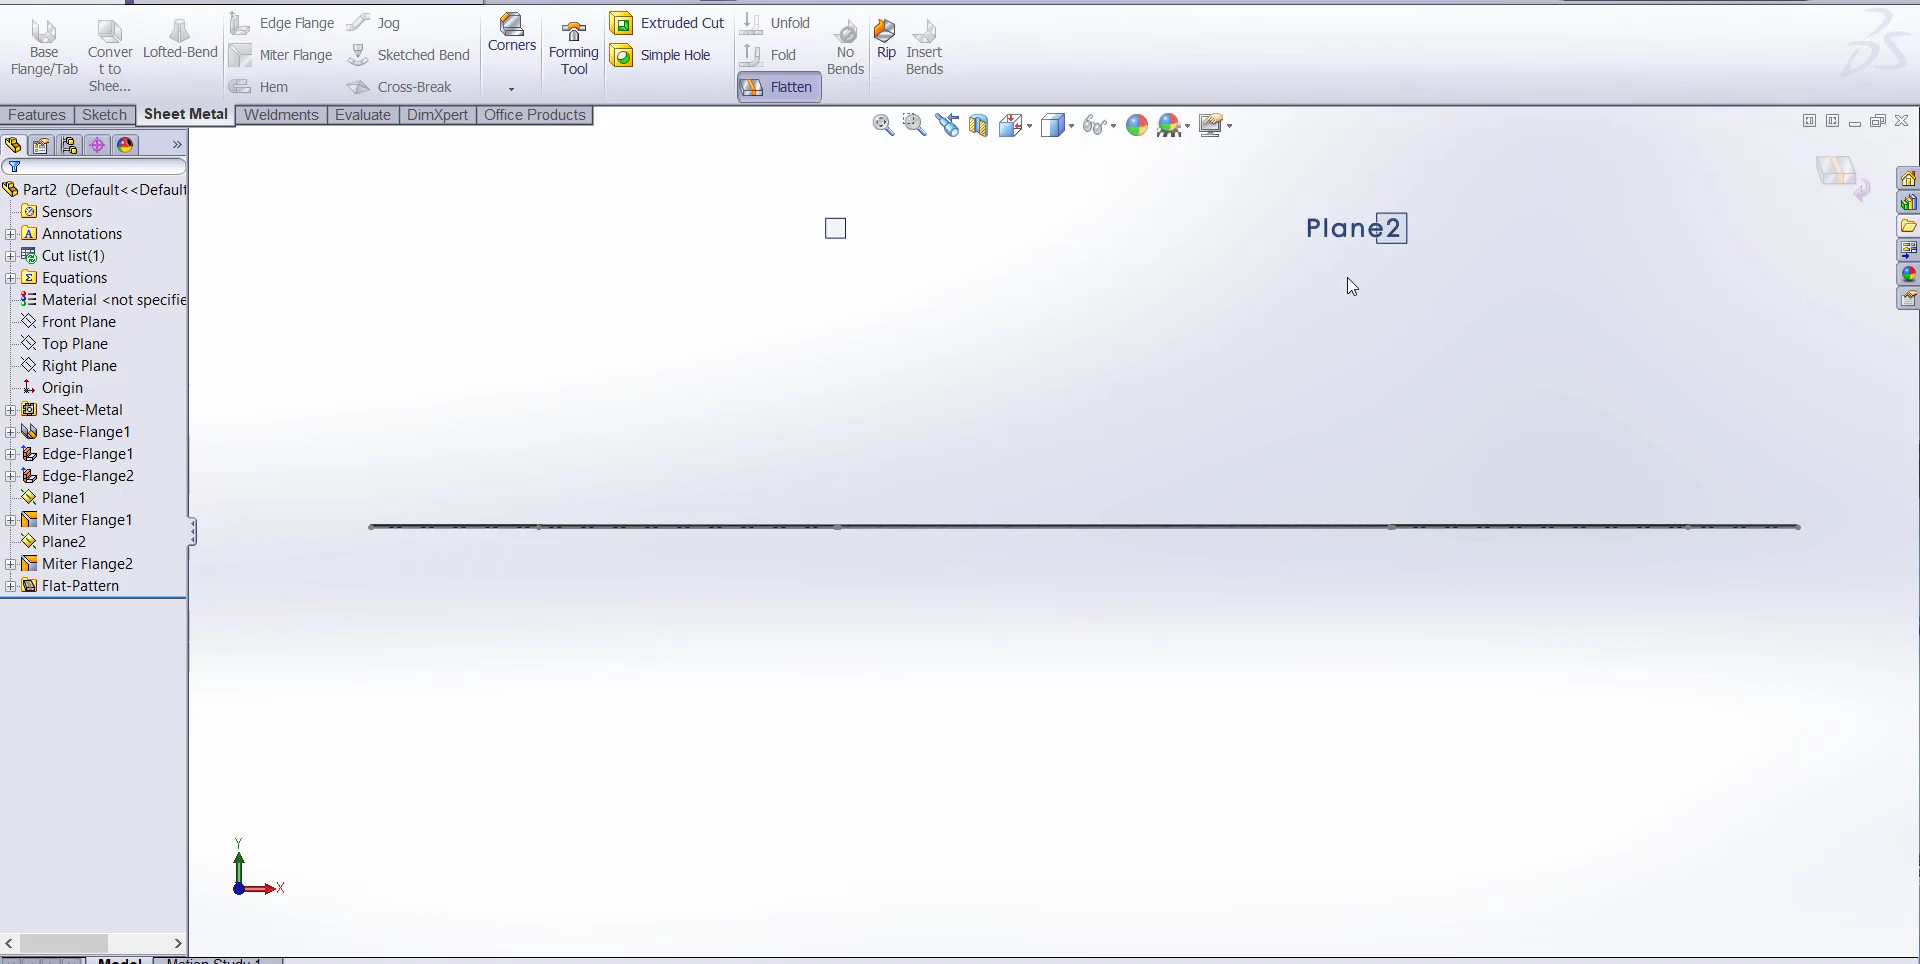 Base Flange/Tab
Conver t to Shee...
Lofted-Bend
Edge Flange
Miter Flange
Hem
Jog
Sketched Bend
Cross-Break
Corners
Forming Tool
Extruded Cut
Simple Hole
Unfold
Fold
Flatten
No Bends
Rip
Insert Bends
Features
Sketch
Sheet Metal
Weldments
Evaluate
DimXpert
Office Products
Part2 (Default<<Default
Sensors
Annotations
Cut list(1)
Equations
Material <not specifie
Front Plane
Top Plane
Right Plane
Origin
Sheet-Metal
Base-Flange1
Edge-Flange1
Edge-Flange2
Plane1
Miter Flange1
Plane2
Miter Flange2
Flat-Pattern
Plane2
Y
X
Model
Motion Study 1